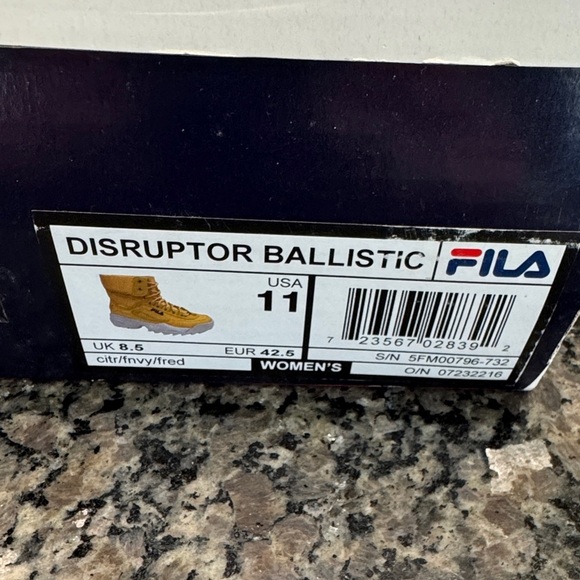 DISRUPTOR BALLISTIC
FILA
USA
11
UK 8.5
EUR 42.5
citr/fnvy/fred
WOMEN'S
7 23567 02839 2
S/N 5FM00796-732
O/N 07232216